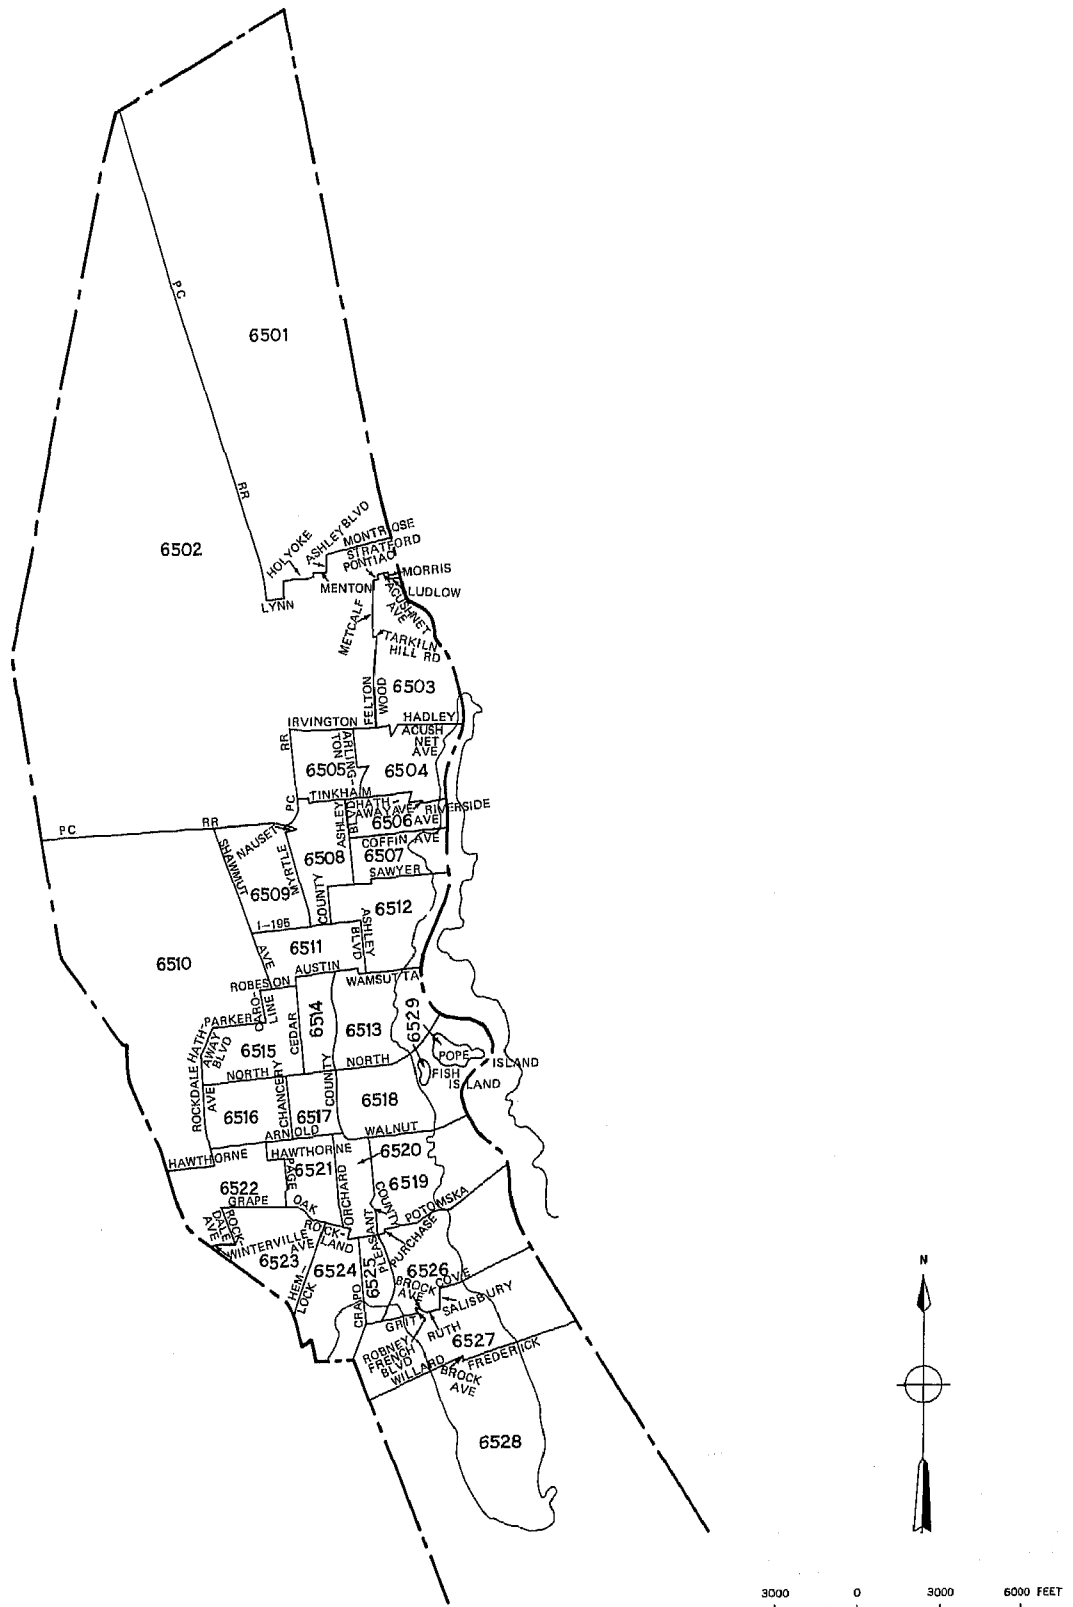 PC
6501
RR
6502
HOLYOKE
ASHLEY BLVD
MONTROSE
STRATFORD
PONTIAC
MORRIS
MENTON
LUDLOW
LYNN
ACUSHNET
AVE
METCALF
TARKILN
HILL RD
6503
FELTON
WOOD
HADLEY
IRVINGTON
ACUSH
NET
AVE
RR
ARLING-
TON
6505
6504
TINKHAM
PC
HATH-
AWAY AVE
RIVERSIDE
AVE
6506
ASHLEY
BLVD
PC
RR
NAUSET
COFFIN AVE
SHAWMUT
MYRTLE
6508
6507
SAWYER
6509
COUNTY
6512
I-195
ASHLEY
BLVD
AVE
6511
6510
AUSTIN
WAMSUTTA
ROBESON
CARO-
LINE
CEDAR
6514
6513
6529
PARKER
HATH-
AWAY
BLVD
6515
NORTH
POPE
ISLAND
FISH
ISLAND
NORTH
ROCKDALE
AVE
CHANCERY
COUNTY
6518
6516
6517
ARNOLD
WALNUT
HAWTHORNE
HAWTHORNE
6520
6521
PAGE
ORCHARD
6519
6522
GRAPE
OAK
COUNTY
POTOMSKA
ROCK-
DALE
AVE
ROCK-
LAND
PLEASANT
PURCHASE
WINTERVILLE
AVE
6523
6524
6525
6526
HEM-
LOCK
BROCK
AVE
COVE
CRAPO
SALISBURY
GRIT
RUTH
6527
ROBNEY
FRENCH
BLVD
WILLARD
FREDERICK
BROCK
AVE
6528
N
3000 0 3000 6000 FEET